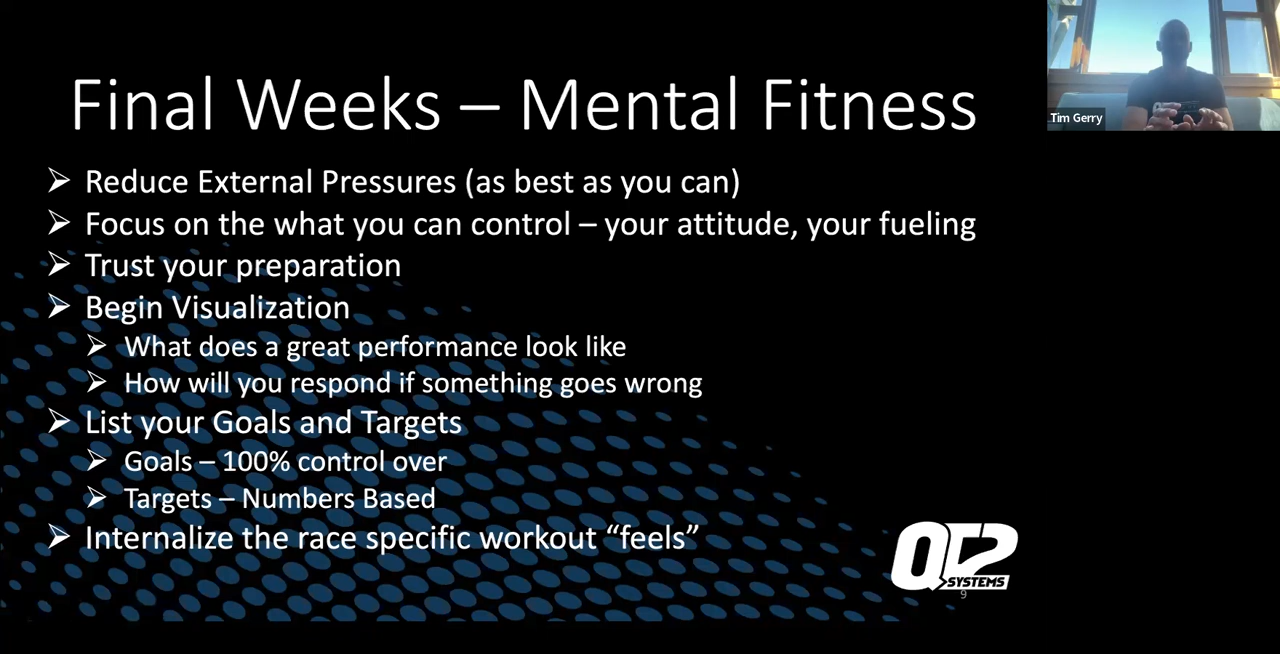 Final Weeks – Mental Fitness
Tim Gerry
➢ Reduce External Pressures (as best as you can)
➢ Focus on the what you can control – your attitude, your fueling
➢ Trust your preparation
➢ Begin Visualization
➢ What does a great performance look like
➢ How will you respond if something goes wrong
➢ List your Goals and Targets
➢ Goals – 100% control over
➢ Targets – Numbers Based
➢ Internalize the race specific workout “feels”
QT2
SYSTEMS
9